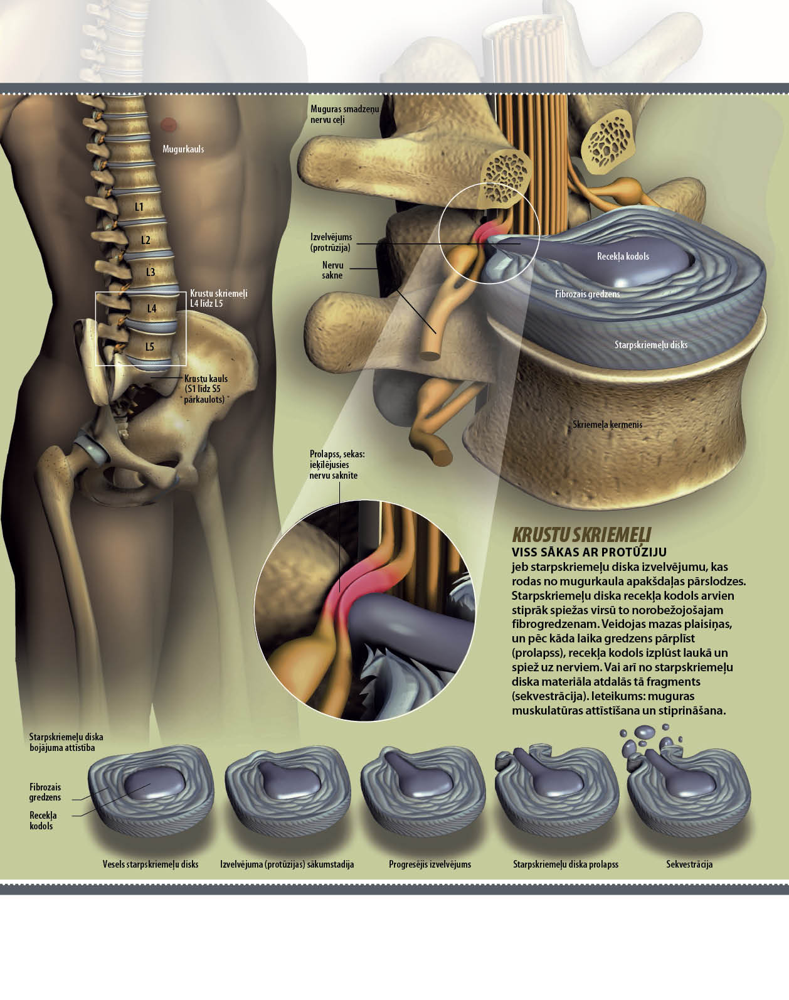 Muguras smadzeņu
nervu ceļi
Mugurkauls
L1
L2
L3
L4
L5
Krustu skriemeļi
L4 līdz L5
Krustu kauls
(S1 līdz S5
pārkaulots)
Izvelvējums
(protrūzija)
Nervu
sakne
Recekļa kodols
Fibrozais gredzens
Starpskriemeļu disks
Skriemeļa ķermenis
Prolapss, sekas:
ieķīlējusies
nervu saknīte
KRUSTU SKRIEMEĻI
VISS SĀKAS AR PROTŪZIJU
jeb starpskriemeļu diska izvelvējumu, kas
rodas no mugurkaula apakšdaļas pārslodzes.
Starpskriemeļu diska recekļa kodols arvien
stiprāk spiežas virsū to norobežojošajam
fibrogredzenam. Veidojas mazas plaisiņas,
un pēc kāda laika gredzens pārplīst
(prolapss), recekļa kodols izplūst laukā un
spiež uz nerviem. Vai arī no starpskriemeļu
diska materiāla atdalās tā fragments
(sekvestrācija). Ieteikums: muguras
muskulatūras attīstīšana un stiprināšana.
Starpskriemeļu diska
bojājuma attīstība
Fibrozais
gredzens
Recekļa
kodols
Vesels starpskriemeļu disks
Izvelvējuma (protūzijas) sākumstadija
Progresējis izvelvējums
Starpskriemeļu diska prolapss
Sekvestrācija